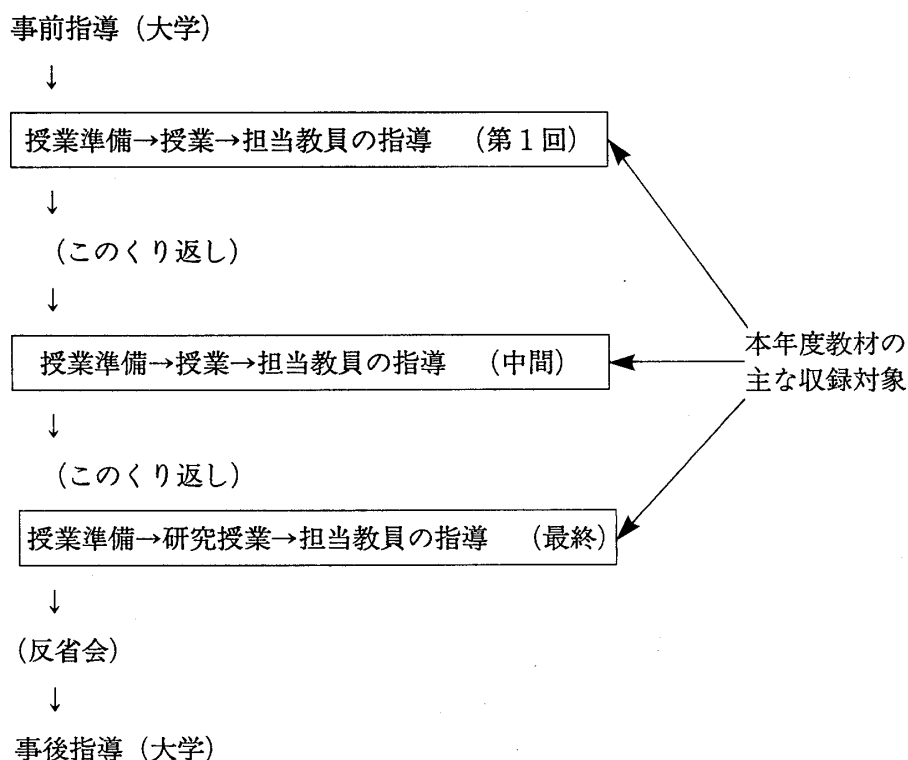 事前指導（大学）
↓
授業準備→授業→担当教員の指導　（第１回）
↓
（このくり返し）
↓
授業準備→授業→担当教員の指導　（中間）
本年度教材の
主な収録対象
↓
（このくり返し）
授業準備→研究授業→担当教員の指導　（最終）
↓
（反省会）
↓
事後指導（大学）